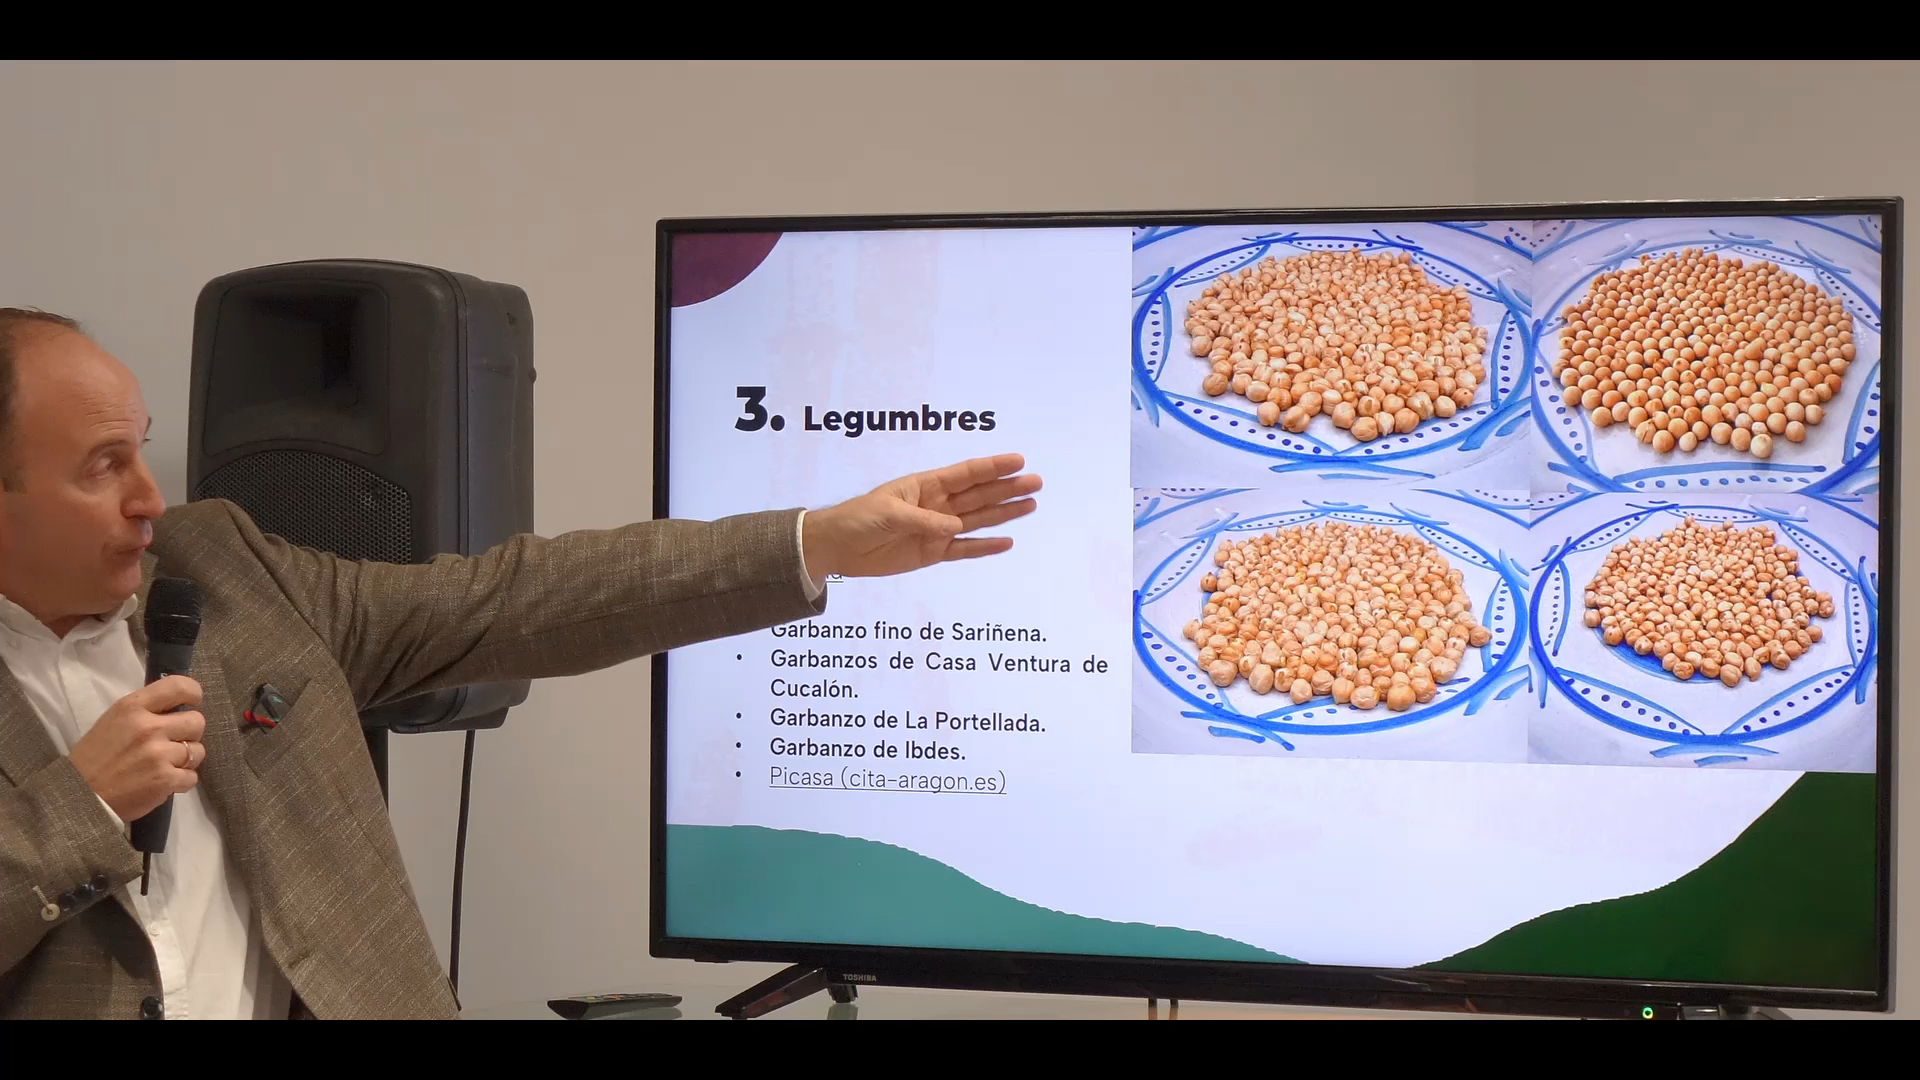 3. Legumbres
Garbanzo fino de Sariñena.
• Garbanzos de Casa Ventura de
Cucalón.
• Garbanzo de La Portellada.
• Garbanzo de Ibdes.
• Picasa (cita-aragon.es)
TOSHIBA